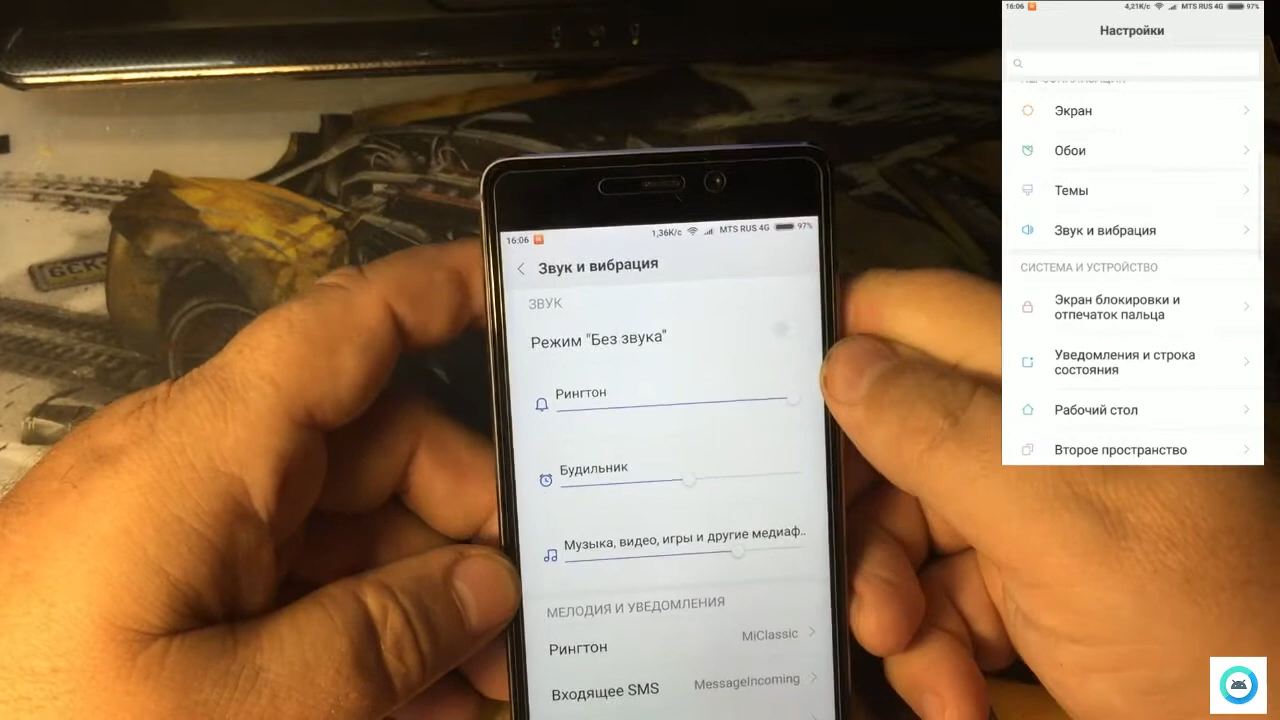 16:06
1,36K/c
MTS RUS 4G
97%
Звук и вибрация
ЗВУК
Режим "Без звука"
Рингтон
Будильник
Музыка, видео, игры и другие медиаф..
МЕЛОДИЯ И УВЕДОМЛЕНИЯ
Рингтон MiClassic
Входящее SMS MessageIncoming
16:06
4,21K/c
MTS RUS 4G
97%
Настройки
Экран
Обои
Темы
Звук и вибрация
СИСТЕМА И УСТРОЙСТВО
Экран блокировки и
отпечаток пальца
Уведомления и строка
состояния
Рабочий стол
Второе пространство